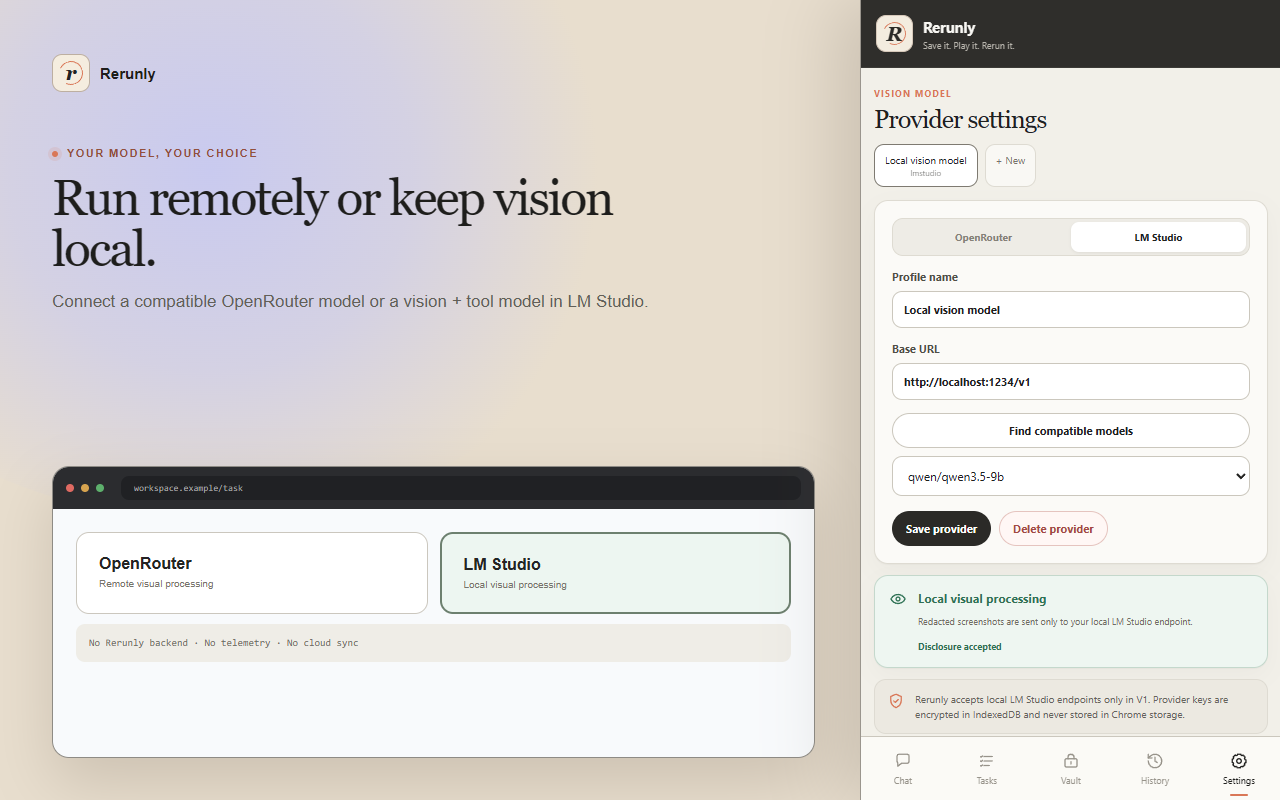 r
Rerunly
YOUR MODEL, YOUR CHOICE
Run remotely or keep vision
local.
Connect a compatible OpenRouter model or a vision + tool model in LM Studio.
workspace.example/task
OpenRouter
Remote visual processing
LM Studio
Local visual processing
No Rerunly backend · No telemetry · No cloud sync
R
Rerunly
Save it. Play it. Rerun it.
VISION MODEL
Provider settings
Local vision model
lmstudio
+ New
OpenRouter
LM Studio
Profile name
Local vision model
Base URL
http://localhost:1234/v1
Find compatible models
qwen/qwen3.5-9b
Save provider
Delete provider
Local visual processing
Redacted screenshots are sent only to your local LM Studio endpoint.
Disclosure accepted
Rerunly accepts local LM Studio endpoints only in V1. Provider keys are
encrypted in IndexedDB and never stored in Chrome storage.
Chat
Tasks
Vault
History
Settings